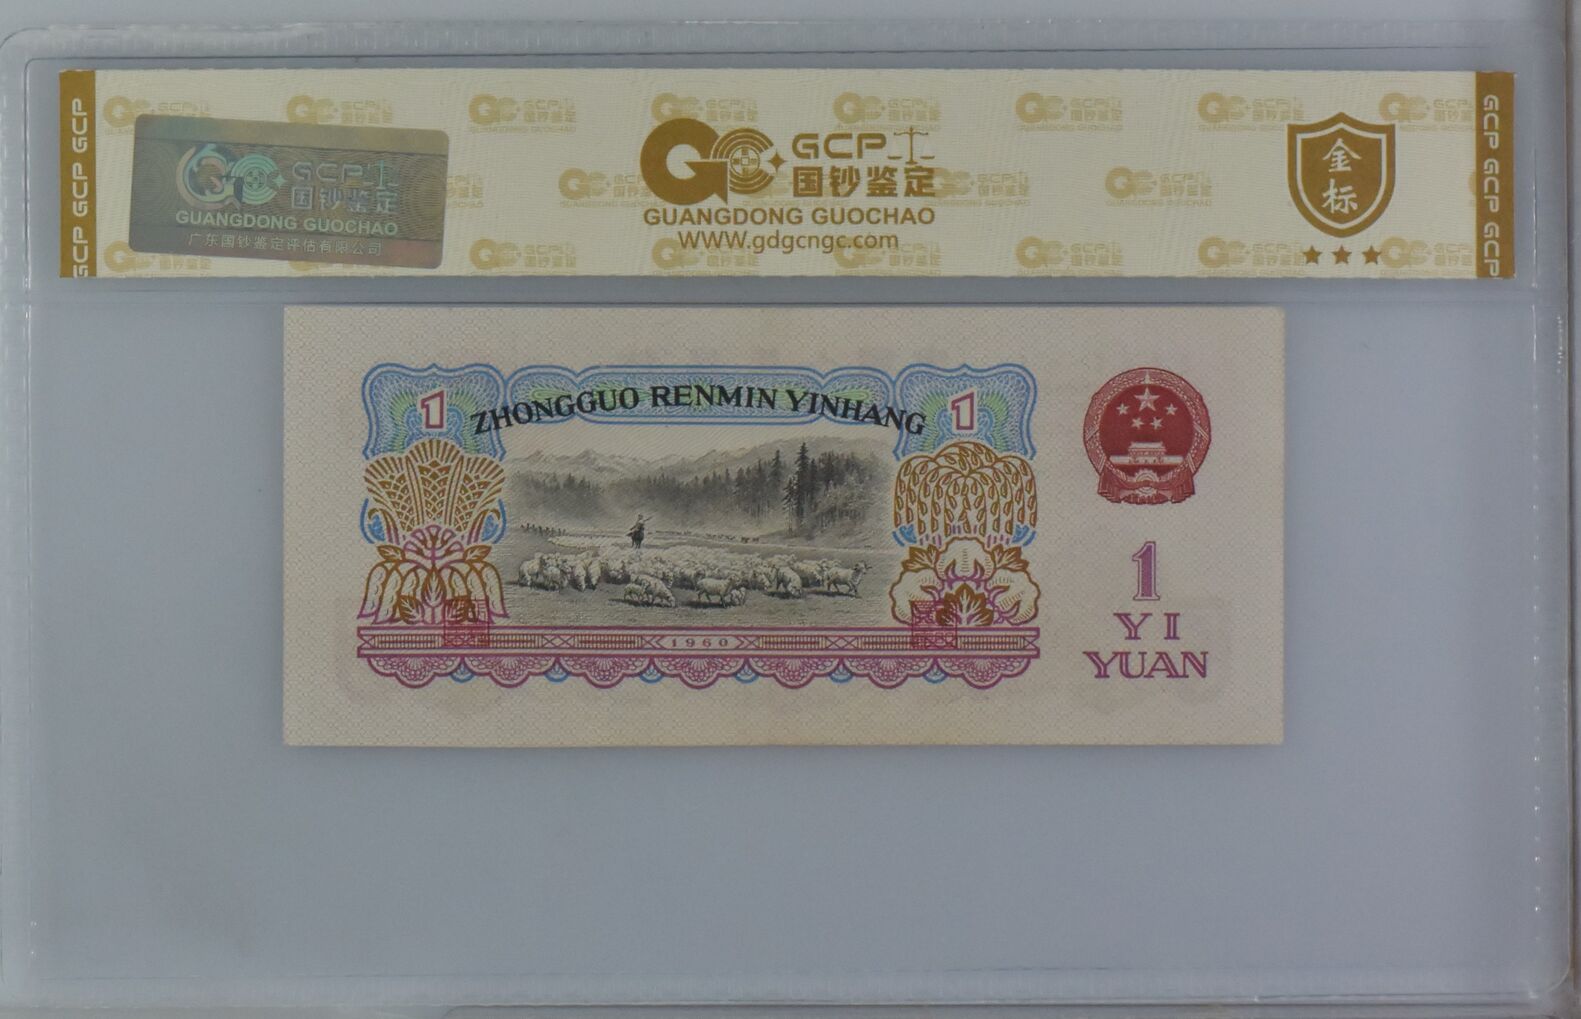 GCP GCP GCP
GCP
国钞鉴定
GUANGDONG GUOCHAO
广东国钞鉴定评估有限公司
GCP
国钞鉴定
GUANGDONG GUOCHAO
WWW.gdgcngc.com
金
标
GCP GCP GCP
1
ZHONGGUO RENMIN YINHANG
1
1960
1
YI
YUAN